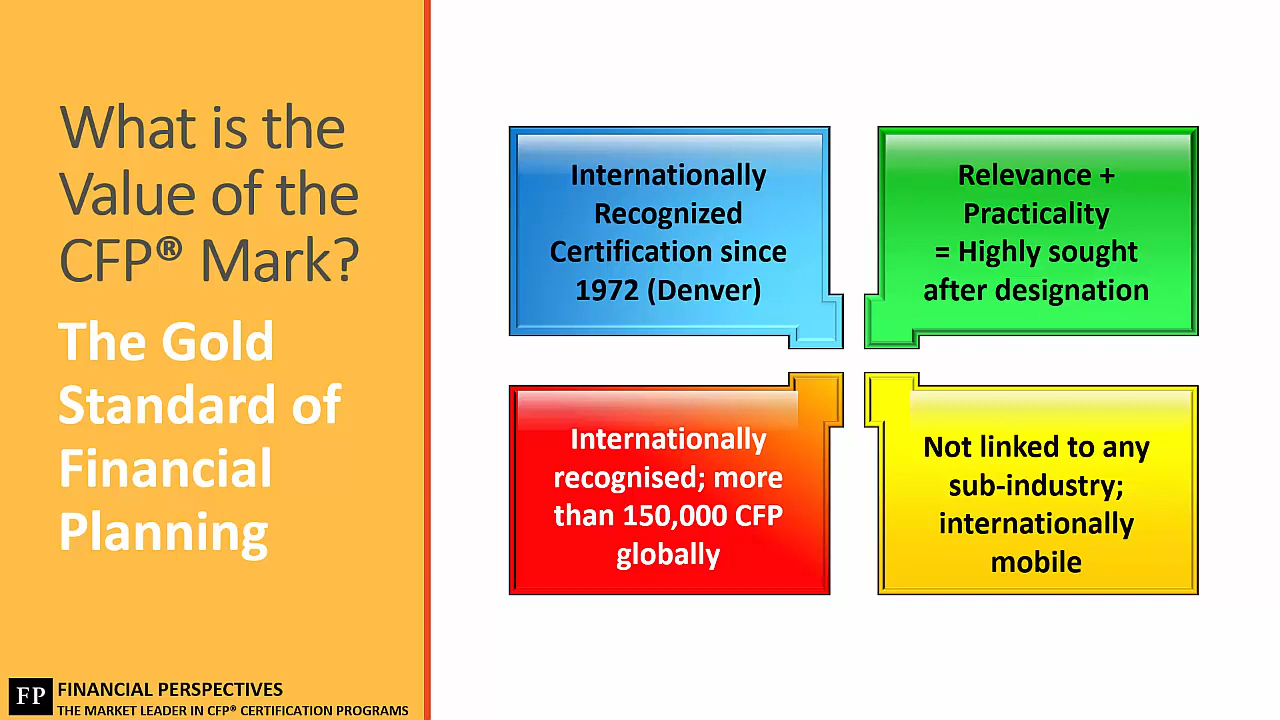 What is the
Value of the
CFP® Mark?
The Gold
Standard of
Financial
Planning
Internationally
Recognized
Certification since
1972 (Denver)
Relevance +
Practicality
= Highly sought
after designation
Internationally
recognised; more
than 150,000 CFP
globally
Not linked to any
sub-industry;
internationally
mobile
FP
FINANCIAL PERSPECTIVES
THE MARKET LEADER IN CFP® CERTIFICATION PROGRAMS